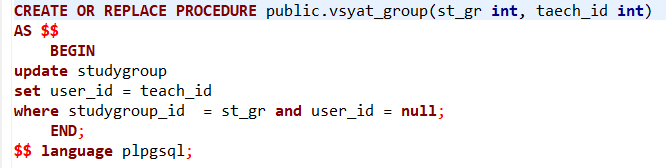 CREATE OR REPLACE PROCEDURE public.vsyat_group(st_gr int, taech_id int)
AS $$
BEGIN
update studygroup
set user_id = teach_id
where studygroup_id  = st_gr and user_id = null;
END;
$$ language plpgsql;